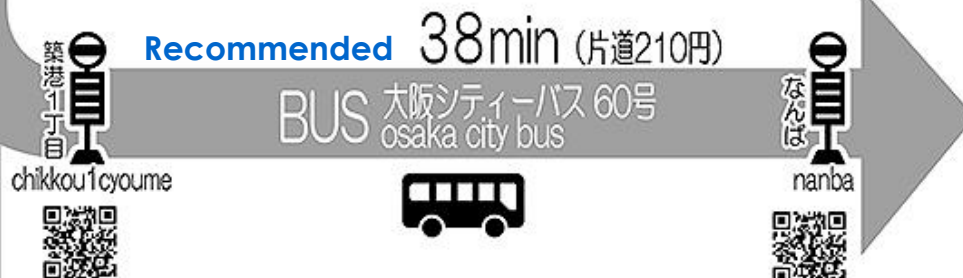 Recommended 38min (片道210円)
築港1丁目
BUS 大阪シティーバス 60号
osaka city bus
なんば
chikkou1cyoume
nanba